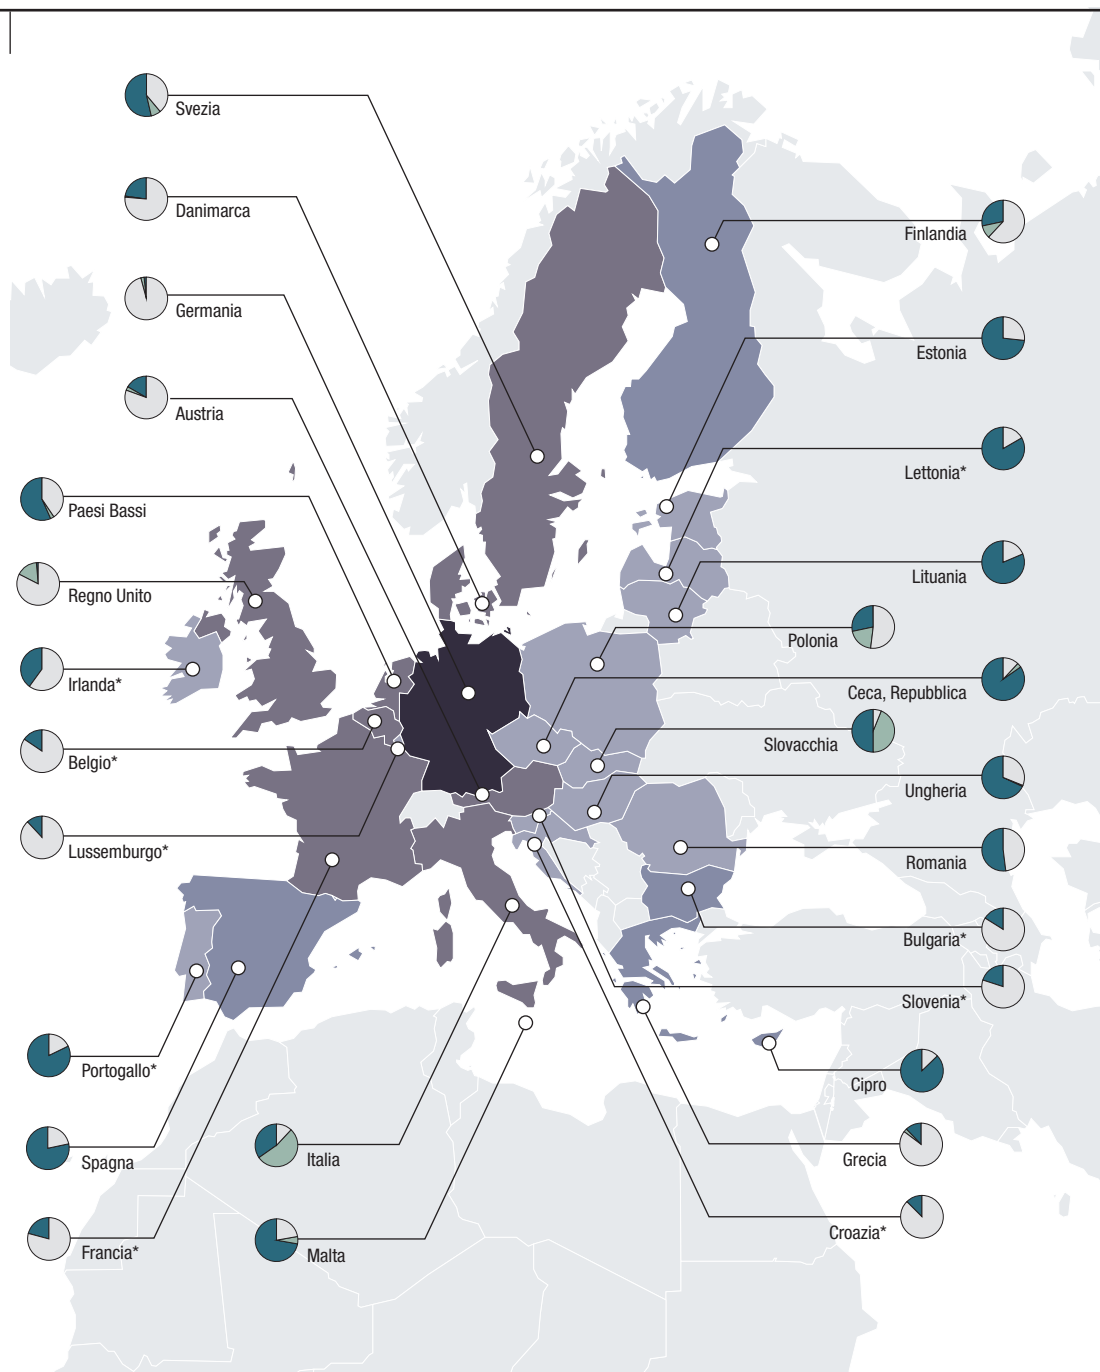 Svezia
Danimarca
Germania
Austria
Paesi Bassi
Regno Unito
Irlanda*
Belgio*
Lussemburgo*
Portogallo*
Spagna
Francia*
Italia
Malta
Finlandia
Estonia
Lettonia*
Lituania
Polonia
Ceca, Repubblica
Slovacchia
Ungheria
Romania
Bulgaria*
Slovenia*
Cipro
Grecia
Croazia*